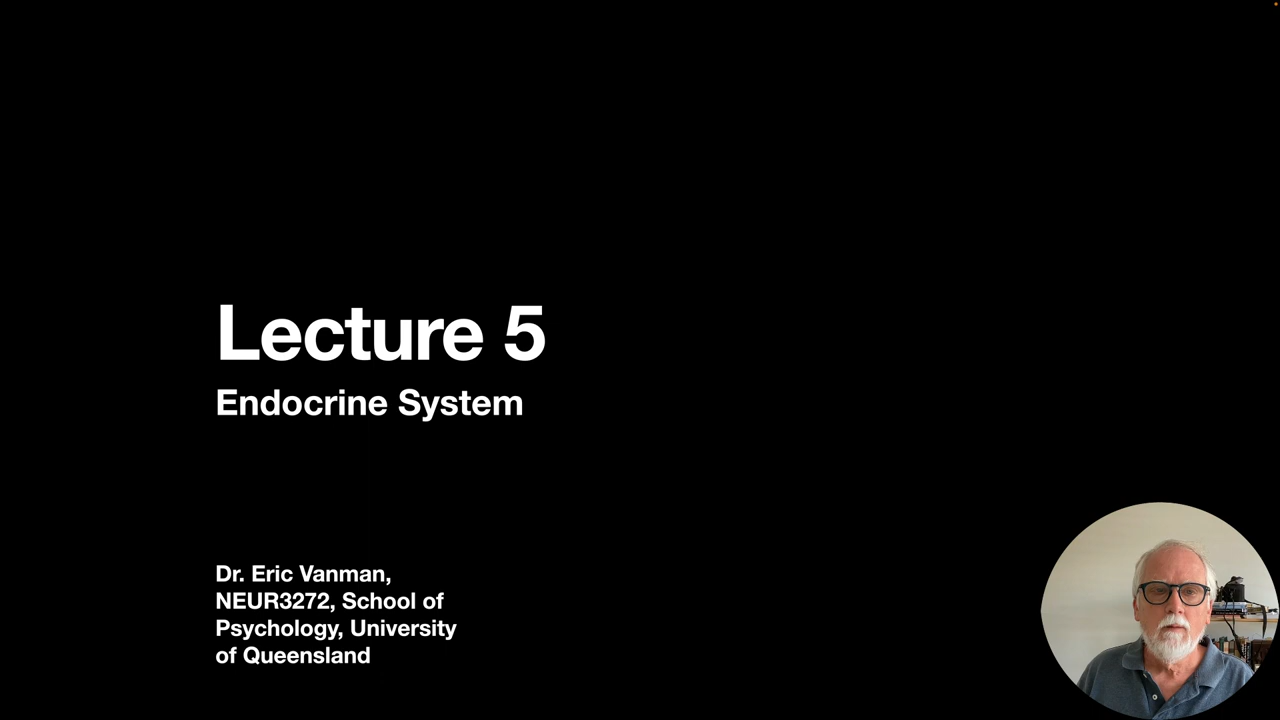 Lecture 5
Endocrine System
Dr. Eric Vanman,
NEUR3272, School of
Psychology, University
of Queensland